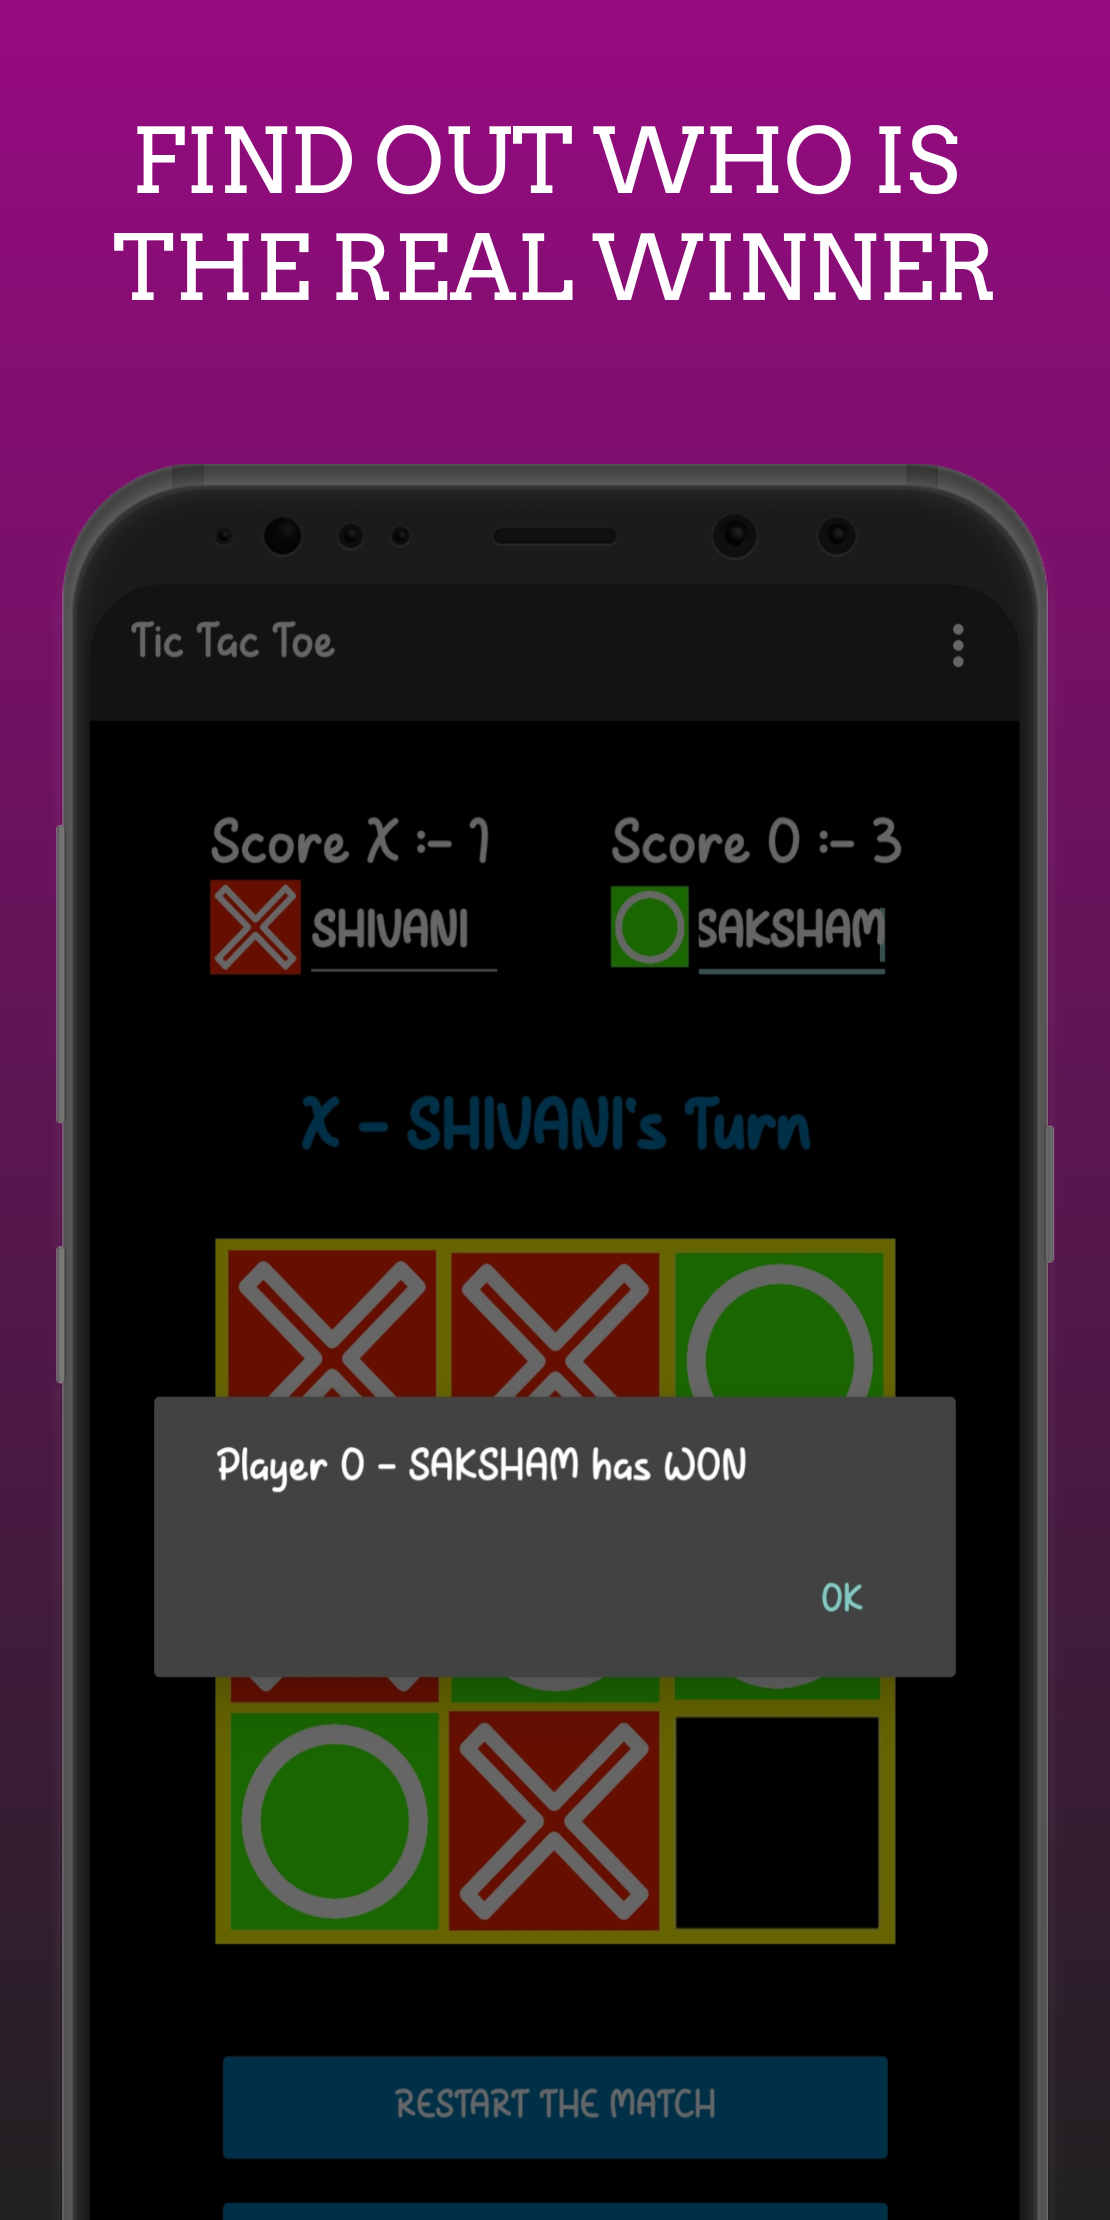 FIND OUT WHO IS
THE REAL WINNER
Tic Tac Toe
Score X :- 1
Score O :- 3
SHIVANI
SAKSHAM
X - SHIVANI's Turn
Player O - SAKSHAM has WON
OK
RESTART THE MATCH